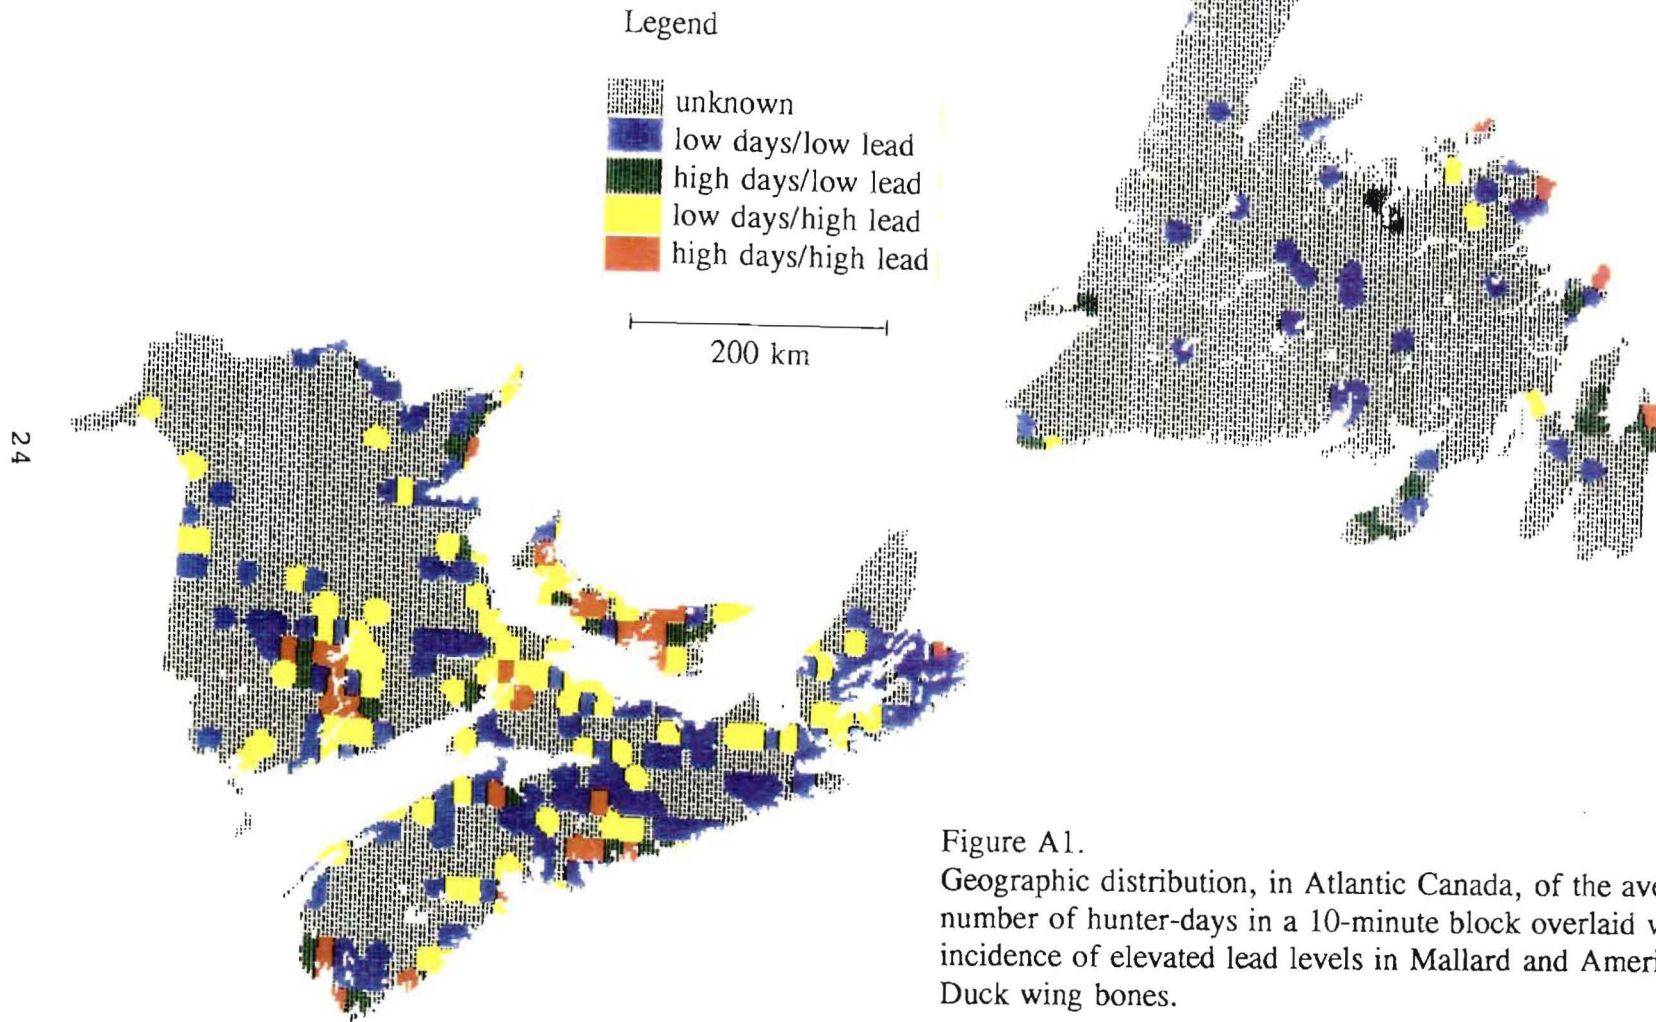 Legend
unknown
low days/low lead
high days/low lead
low days/high lead
high days/high lead
200 km
24
Figure A1.
Geographic distribution, in Atlantic Canada, of the
number of hunter-days in a 10-minute block overlaid
incidence of elevated lead levels in Mallard and
Duck wing bones.